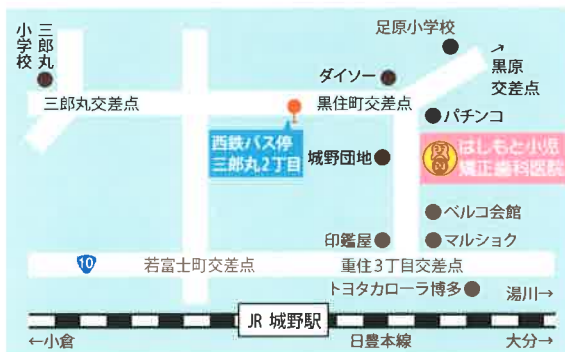 足原小学校
三郎丸
小学校
黒原
交差点
ダイソー
三郎丸交差点
黒住町交差点
パチンコ
西鉄バス停
三郎丸2丁目
城野団地
はしもと小児
矯正歯科医院
ベルコ会館
印鑑屋
マルショク
10
若富士町交差点
重住3丁目交差点
トヨタカローラ博多
湯川→
JR 城野駅
←小倉
日豊本線
大分→